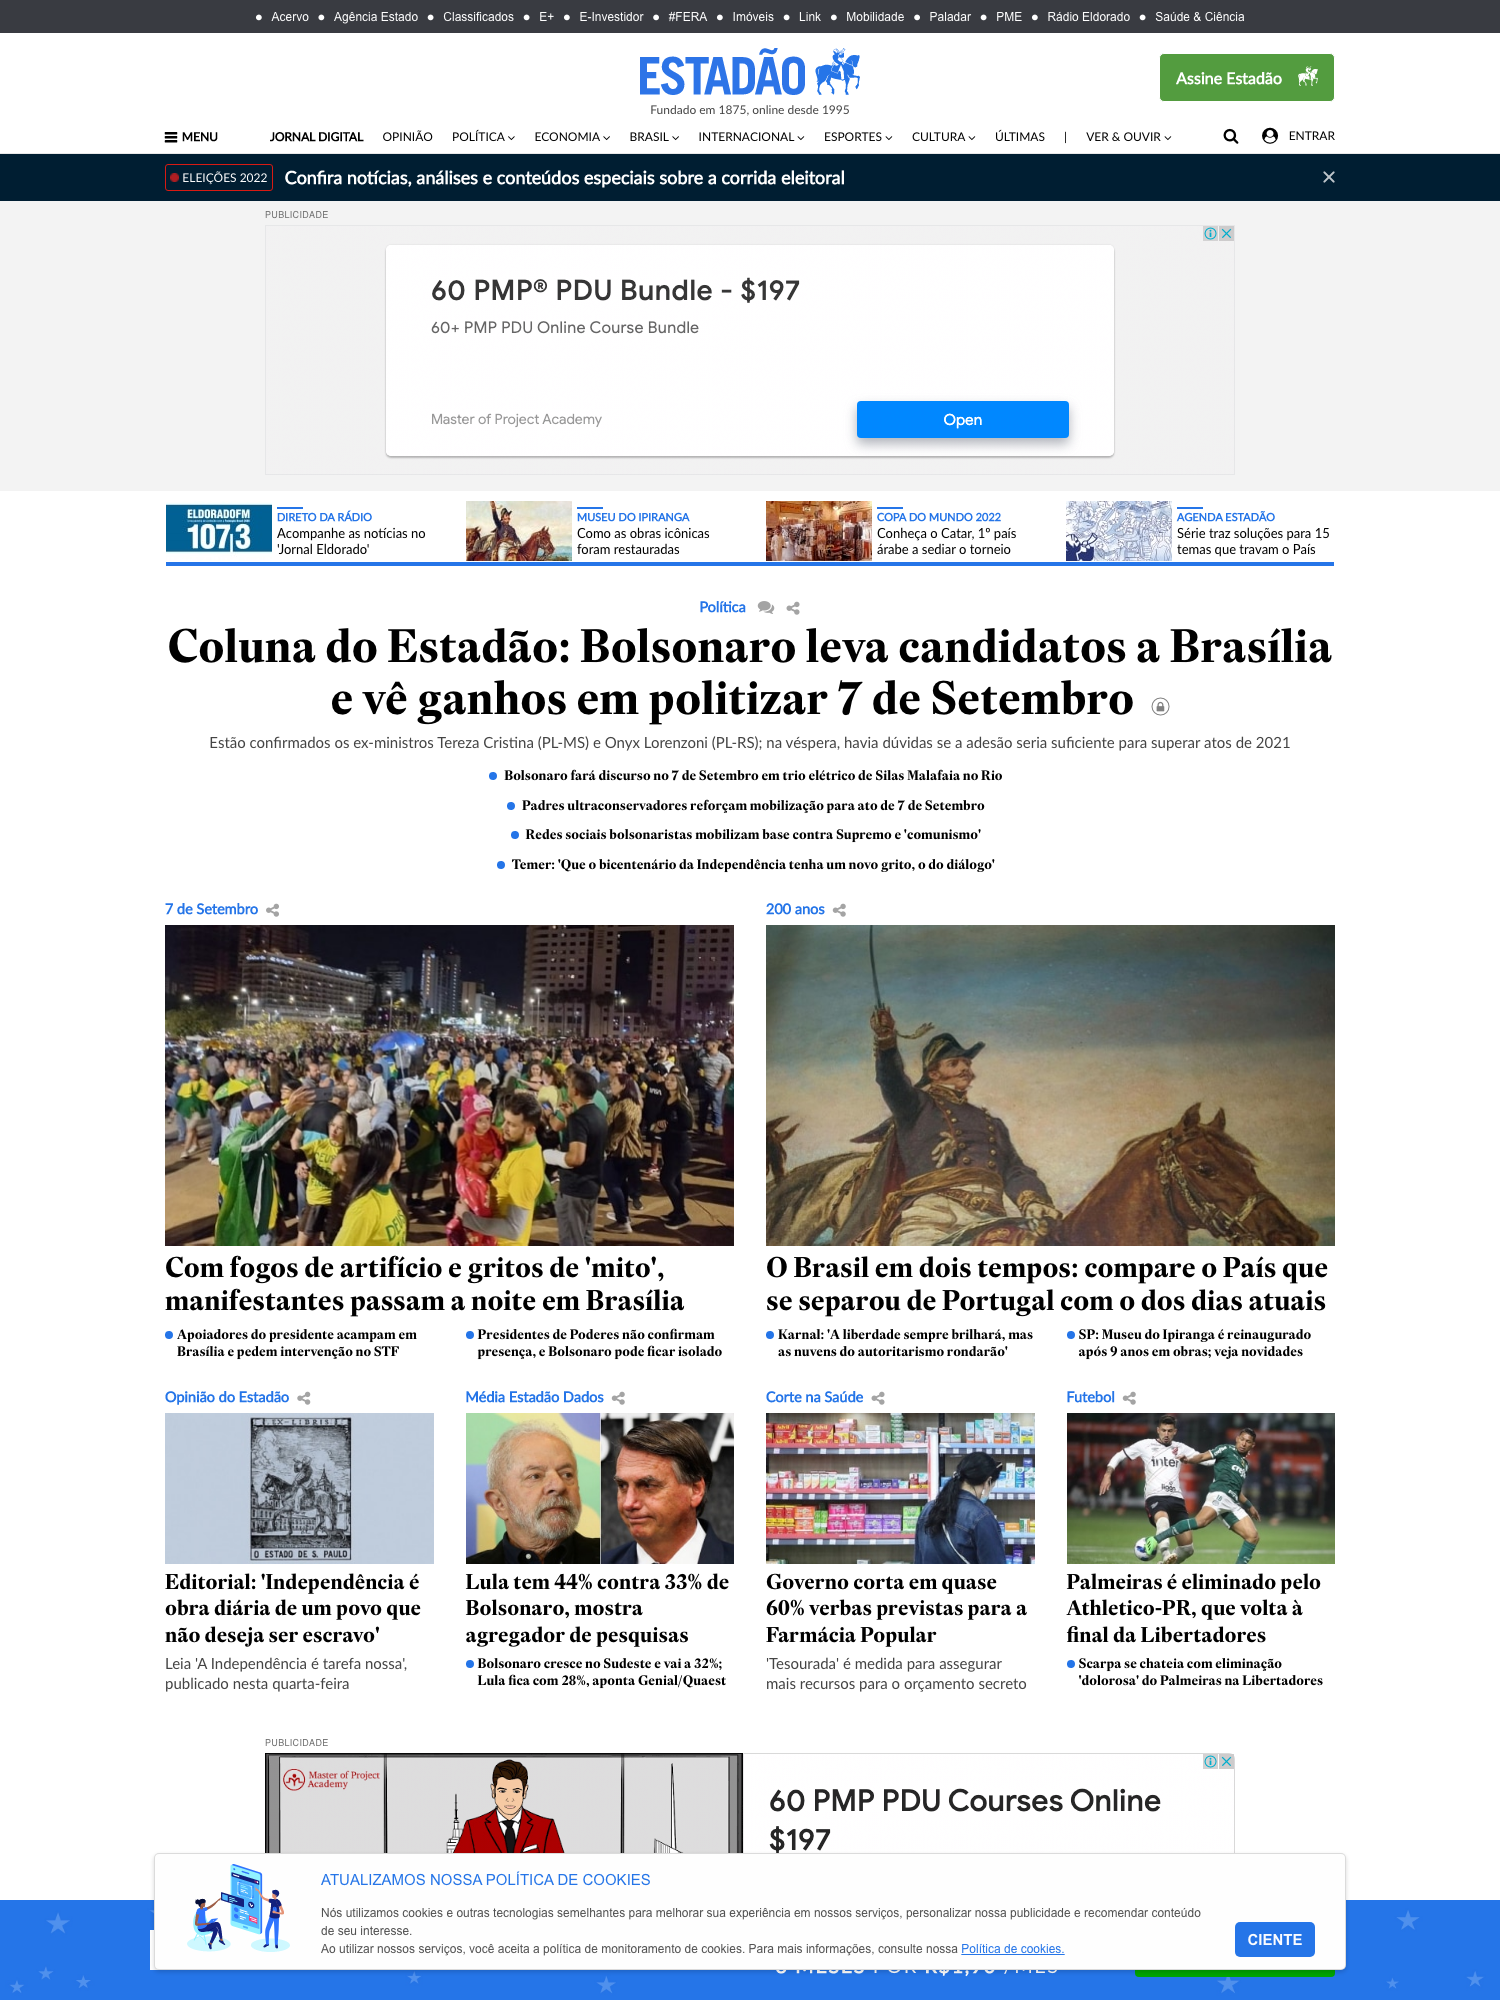 Acervo Agência Estado Classificados E+ E-Investidor #FERA Imóveis Link Mobilidade Paladar PME Rádio Eldorado Saúde & Ciência
ESTADÃO
Fundado em 1875, online desde 1995
Assine Estadão
MENU JORNAL DIGITAL OPINIÃO POLÍTICA ECONOMIA BRASIL INTERNACIONAL ESPORTES CULTURA ÚLTIMAS | VER & OUVIR ENTRAR
ELEIÇÕES 2022 Confira notícias, análises e conteúdos especiais sobre a corrida eleitoral
PUBLICIDADE
60 PMP® PDU Bundle - $197
60+ PMP PDU Online Course Bundle
Master of Project Academy
Open
ELDORADOFM
107,3
DIRETO DA RÁDIO
Acompanhe as notícias no
'Jornal Eldorado'
MUSEU DO IPIRANGA
Como as obras icônicas
foram restauradas
COPA DO MUNDO 2022
Conheça o Catar, 1º país
árabe a sediar o torneio
AGENDA ESTADÃO
Série traz soluções para 15
temas que travam o País
Política
Coluna do Estadão: Bolsonaro leva candidatos a Brasília
e vê ganhos em politizar 7 de Setembro
Estão confirmados os ex-ministros Tereza Cristina (PL-MS) e Onyx Lorenzoni (PL-RS); na véspera, havia dúvidas se a adesão seria suficiente para superar atos de 2021
Bolsonaro fará discurso no 7 de Setembro em trio elétrico de Silas Malafaia no Rio
Padres ultraconservadores reforçam mobilização para ato de 7 de Setembro
Redes sociais bolsonaristas mobilizam base contra Supremo e 'comunismo'
Temer: 'Que o bicentenário da Independência tenha um novo grito, o do diálogo'
7 de Setembro
Com fogos de artifício e gritos de 'mito',
manifestantes passam a noite em Brasília
Apoiadores do presidente acampam em
Brasília e pedem intervenção no STF
Presidentes de Poderes não confirmam
presença, e Bolsonaro pode ficar isolado
200 anos
O Brasil em dois tempos: compare o País que
se separou de Portugal com o dos dias atuais
Karnal: 'A liberdade sempre brilhará, mas
as nuvens do autoritarismo rondarão'
SP: Museu do Ipiranga é reinaugurado
após 9 anos em obras; veja novidades
Opinião do Estadão
EX-LIBRIS
O ESTADO DE S. PAULO
Editorial: 'Independência é
obra diária de um povo que
não deseja ser escravo'
Leia 'A Independência é tarefa nossa',
publicado nesta quarta-feira
Média Estadão Dados
Lula tem 44% contra 33% de
Bolsonaro, mostra
agregador de pesquisas
Bolsonaro cresce no Sudeste e vai a 32%;
Lula fica com 28%, aponta Genial/Quaest
Corte na Saúde
Governo corta em quase
60% verbas previstas para a
Farmácia Popular
'Tesourada' é medida para assegurar
mais recursos para o orçamento secreto
Futebol
inter
Palmeiras é eliminado pelo
Athletico-PR, que volta à
final da Libertadores
Scarpa se chateia com eliminação
'dolorosa' do Palmeiras na Libertadores
PUBLICIDADE
Master of Project
Academy
60 PMP PDU Courses Online
$197
ATUALIZAMOS NOSSA POLÍTICA DE COOKIES
Nós utilizamos cookies e outras tecnologias semelhantes para melhorar sua experiência em nossos serviços, personalizar nossa publicidade e recomendar conteúdo
de seu interesse.
Ao utilizar nossos serviços, você aceita a política de monitoramento de cookies. Para mais informações, consulte nossa Política de cookies.
CIENTE